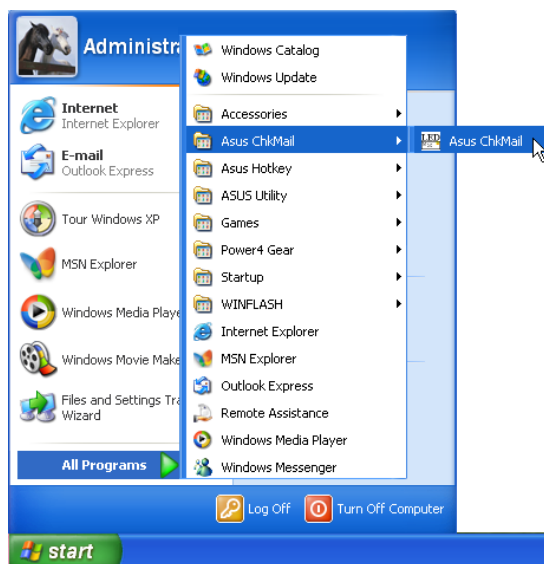 Administra
Internet
Internet Explorer
E-mail
Outlook Express
Tour Windows XP
MSN Explorer
Windows Media Playe
Windows Movie Make
Files and Settings Tra
Wizard
All Programs
Windows Catalog
Windows Update
Accessories
Asus ChkMail
Asus Hotkey
ASUS Utility
Games
Power4 Gear
Startup
WINFLASH
Internet Explorer
MSN Explorer
Outlook Express
Remote Assistance
Windows Media Player
Windows Messenger
LED
Asus ChkMail
Log Off
Turn Off Computer
start